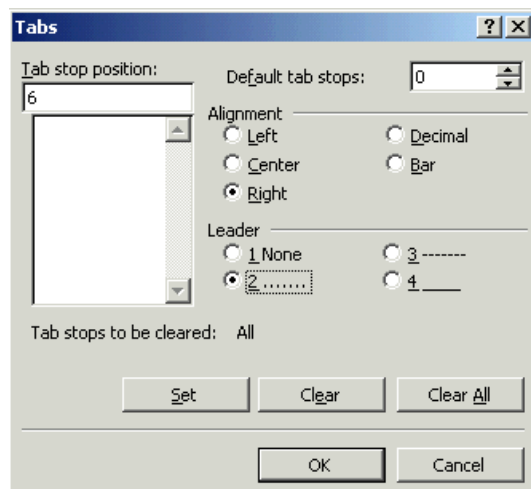 Tabs
Tab stop position:
6
Default tab stops:
0
Alignment
Left
Decimal
Center
Bar
Right
Leader
1 None
3 -------
2 .......
4 ____
Tab stops to be cleared: All
Set
Clear
Clear All
OK
Cancel